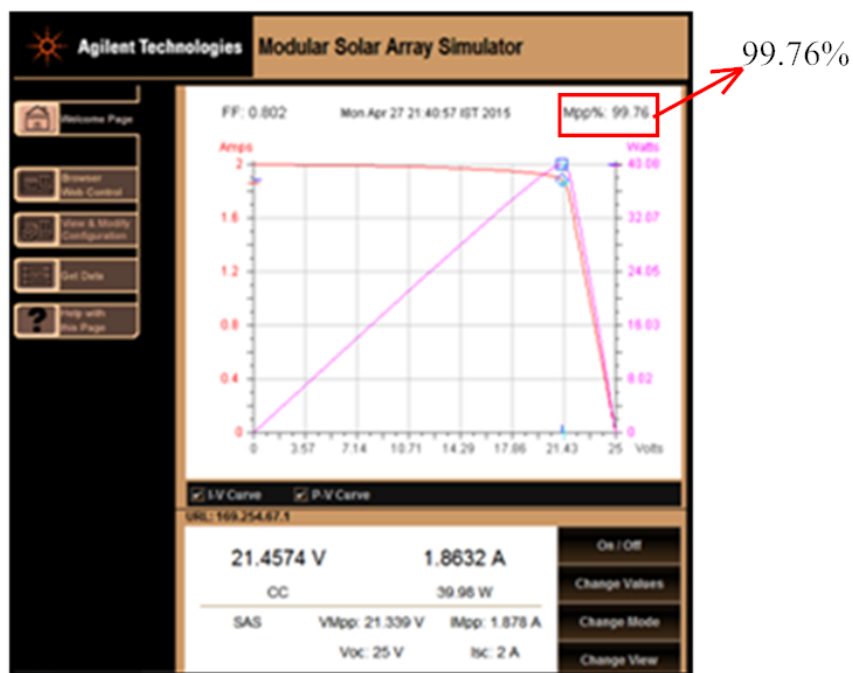 Agilent Technologies Modular Solar Array Simulator
99.76%
Welcome Page
Browser
Web Control
View & Modify
Configuration
Get Data
Help with
this Page
FF: 0.802 Mon Apr 27 21:40:57 IST 2015 Mpp%: 99.76
Amps Watts
2 40.08
1.6 32.07
1.2 24.05
0.8 16.03
0.4 8.02
0 0
0 3.57 7.14 10.71 14.29 17.86 21.43 25 Volts
I-V Curve P-V Curve
URL: 169.254.67.1
21.4574 V 1.8632 A
CC 39.98 W
SAS VMpp: 21.339 V IMpp: 1.878 A
Voc: 25 V Isc: 2 A
On / Off
Change Values
Change Mode
Change View